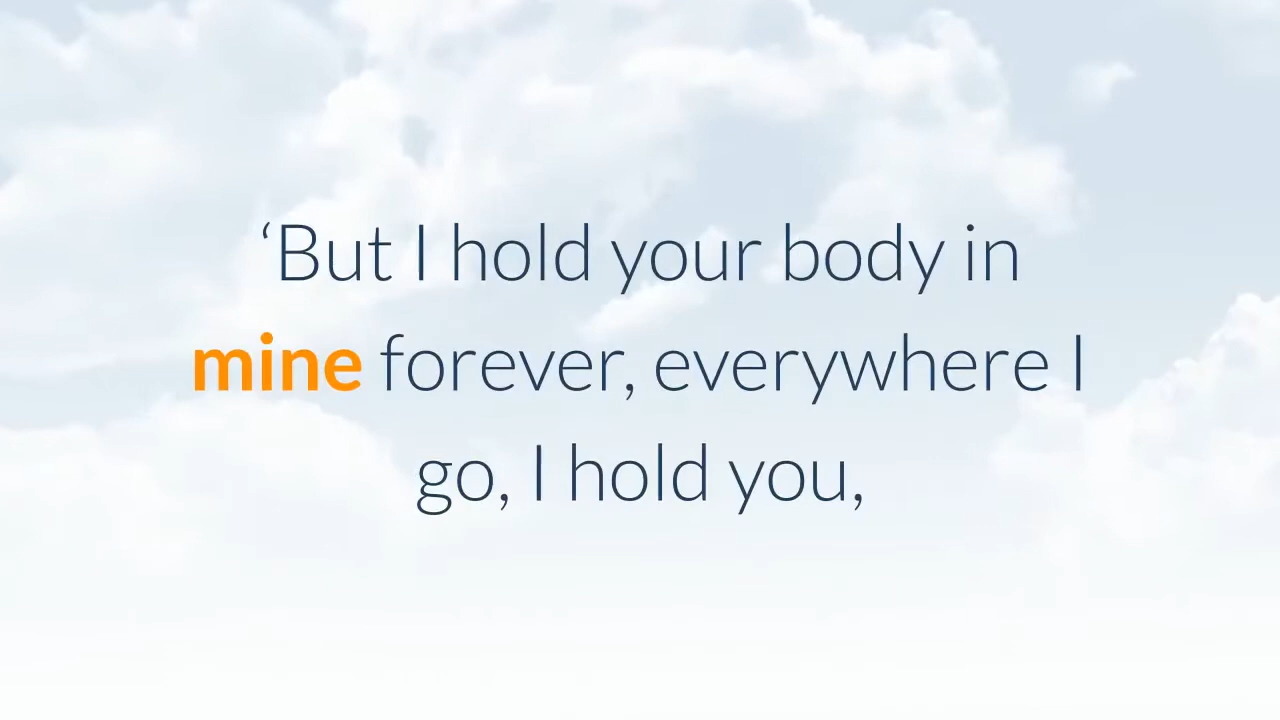 ‘But I hold your body in
mine forever, everywhere I
go, I hold you,